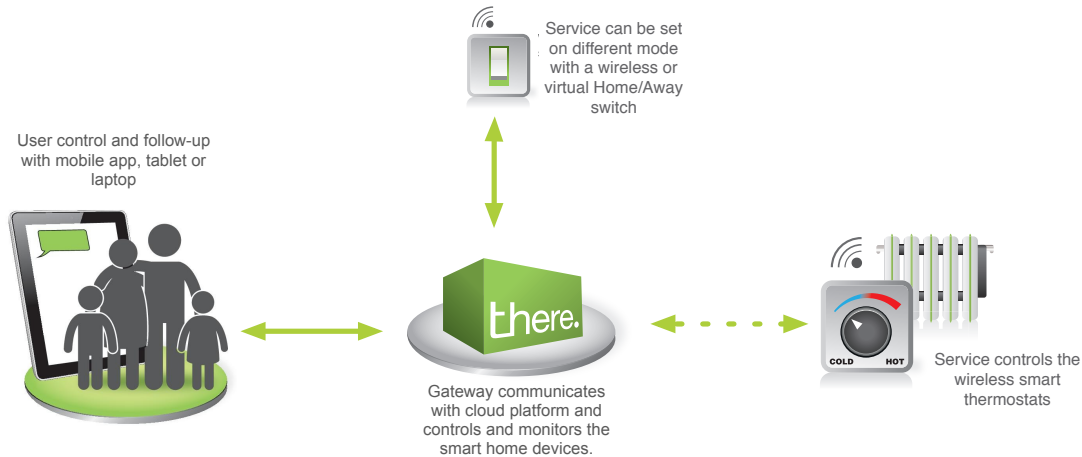 Service can be set
on different mode
with a wireless or
virtual Home/Away
switch
User control and follow-up
with mobile app, tablet or
laptop
there.
COLD HOT
Service controls the
wireless smart
thermostats
Gateway communicates
with cloud platform and
controls and monitors the
smart home devices.